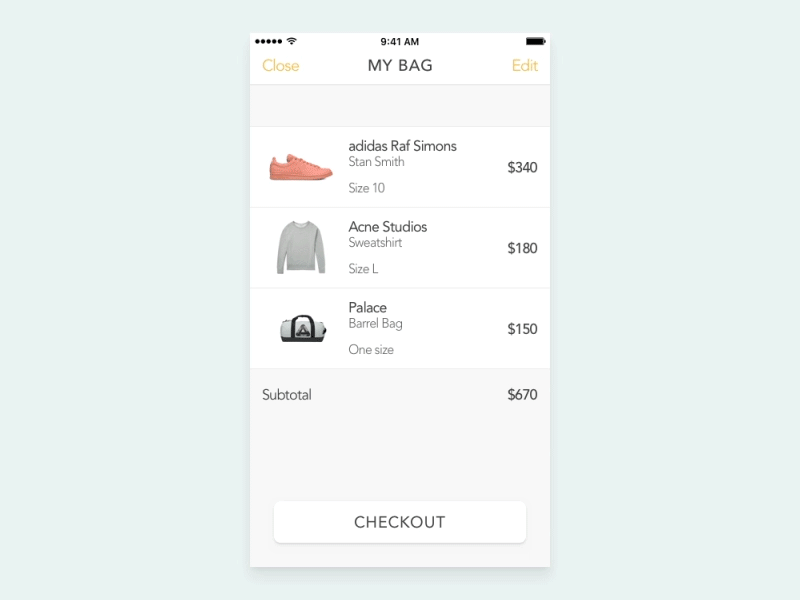 9:41 AM
Close MY BAG Edit
adidas Raf Simons
Stan Smith
$340
Size 10
Acne Studios
Sweatshirt
$180
Size L
Palace
Barrel Bag
$150
One size
Subtotal $670
CHECKOUT